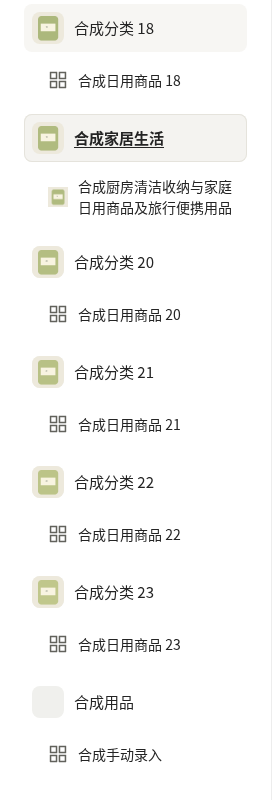 合成分类 18
合成日用商品 18
合成家居生活
合成厨房清洁收纳与家庭
日用商品及旅行便携用品
合成分类 20
合成日用商品 20
合成分类 21
合成日用商品 21
合成分类 22
合成日用商品 22
合成分类 23
合成日用商品 23
合成用品
合成手动录入